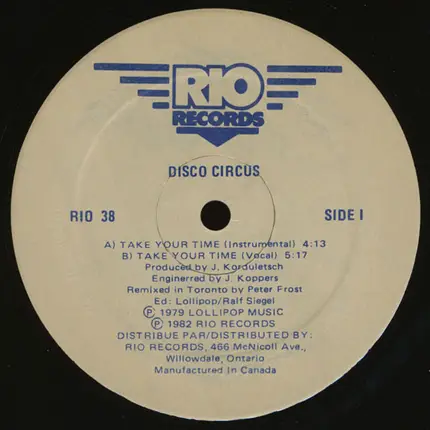 RIO
RECORDS
DISCO CIRCUS
RIO 38 SIDE I
A) TAKE YOUR TIME (Instrumental) 4:13
B) TAKE YOUR TIME (Vocal) 5:17
Produced by J. Korduletsch
Enginerred by J. Koppers
Remixed in Toronto by Peter Frost
Ed: Lollipop/Ralf Siegel
Ⓟ 1979 LOLLIPOP MUSIC
Ⓟ 1982 RIO RECORDS
DISTRIBUE PAR/DISTRIBUTED BY:
RIO RECORDS, 466 McNicoll Ave.,
Willowdale, Ontario
Manufactured in Canada